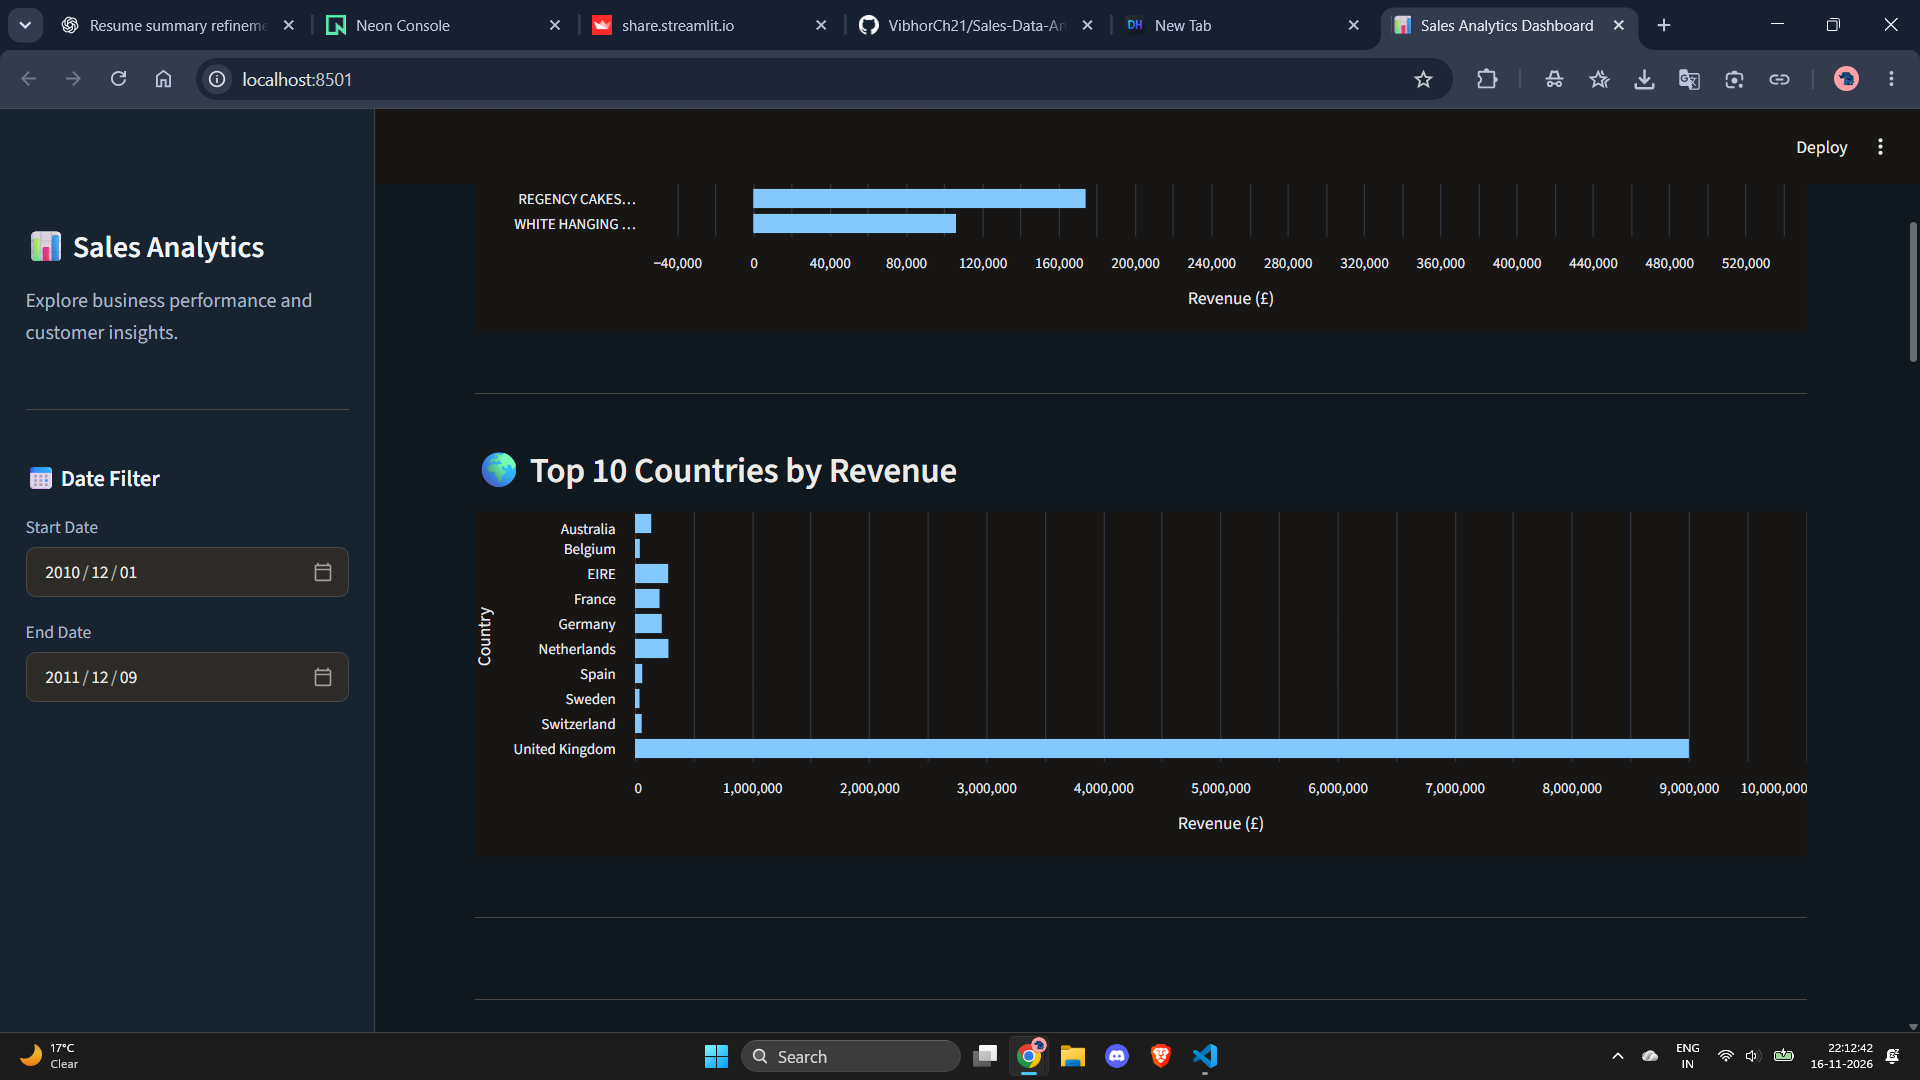 Resume summary refineme
Neon Console
share.streamlit.io
VibhorCh21/Sales-Data-An
DH
New Tab
Sales Analytics Dashboard
localhost:8501
Deploy
Sales Analytics
Explore business performance and
customer insights.
Date Filter
Start Date
2010/12/01
End Date
2011/12/09
REGENCY CAKES...
WHITE HANGING ...
−40,000 0 40,000 80,000 120,000 160,000 200,000 240,000 280,000 320,000 360,000 400,000 440,000 480,000 520,000
Revenue (£)
Top 10 Countries by Revenue
Country
Australia
Belgium
EIRE
France
Germany
Netherlands
Spain
Sweden
Switzerland
United Kingdom
0 1,000,000 2,000,000 3,000,000 4,000,000 5,000,000 6,000,000 7,000,000 8,000,000 9,000,000 10,000,000
Revenue (£)
17°C
Clear
Search
ENG
IN
22:12:42
16-11-2026